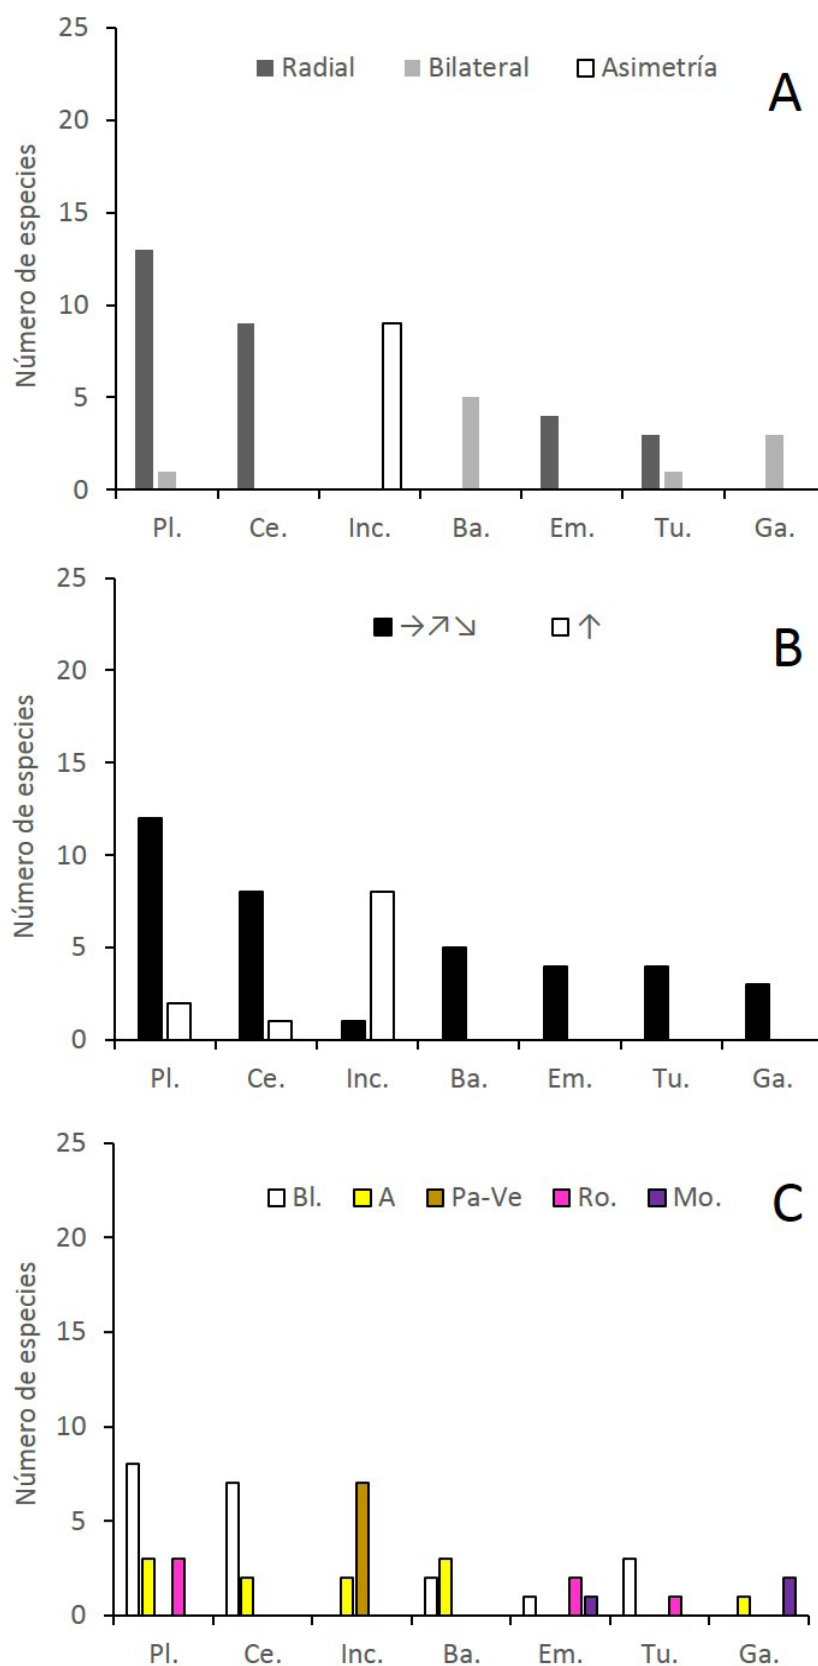 25
Radial Bilateral Asimetría
A
20
15
10
5
0
Número de especies
Pl. Ce. Inc. Ba. Em. Tu. Ga.
25
→↗↘ ↑
B
20
15
10
5
0
Número de especies
Pl. Ce. Inc. Ba. Em. Tu. Ga.
25
Bl. A Pa-Ve Ro. Mo.
C
20
15
10
5
0
Número de especies
Pl. Ce. Inc. Ba. Em. Tu. Ga.